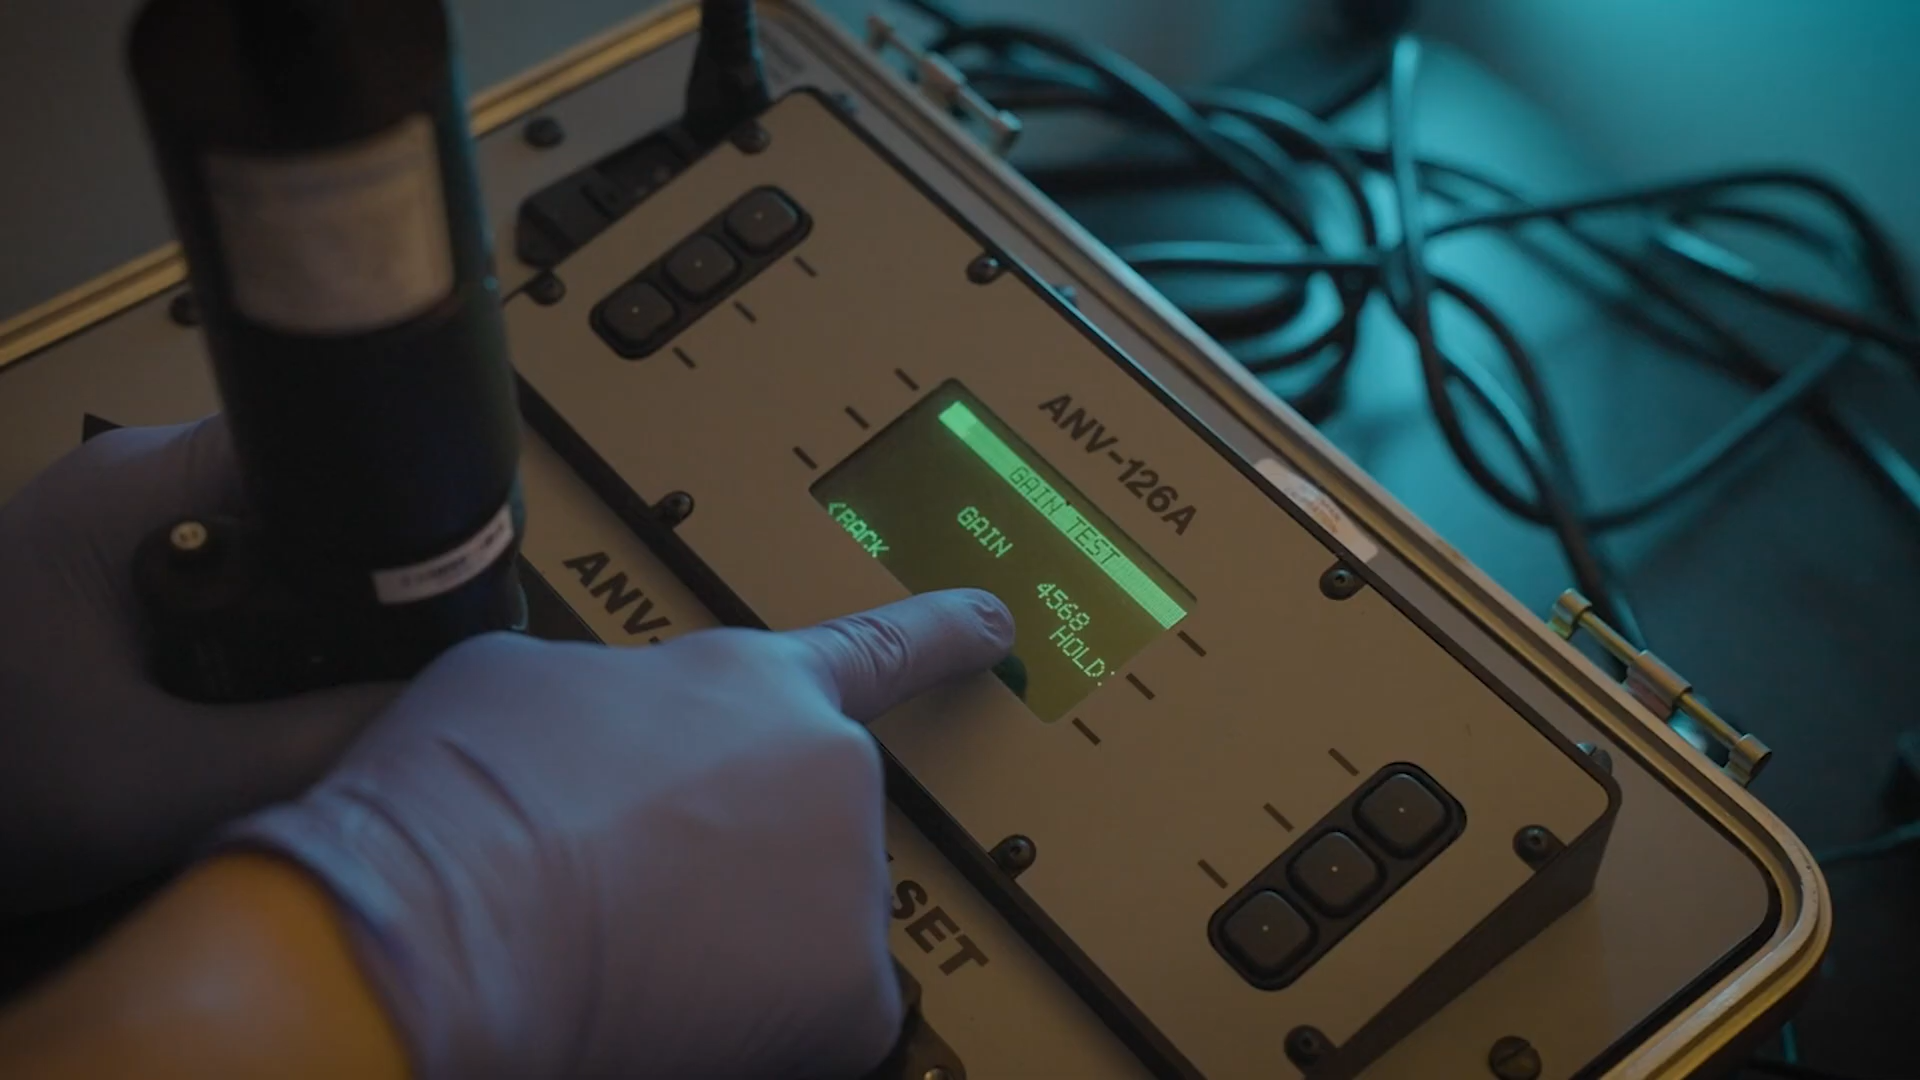 ANV-126A
GAIN TEST
GAIN 4568
HOLD:
<BACK
ANV-
SET